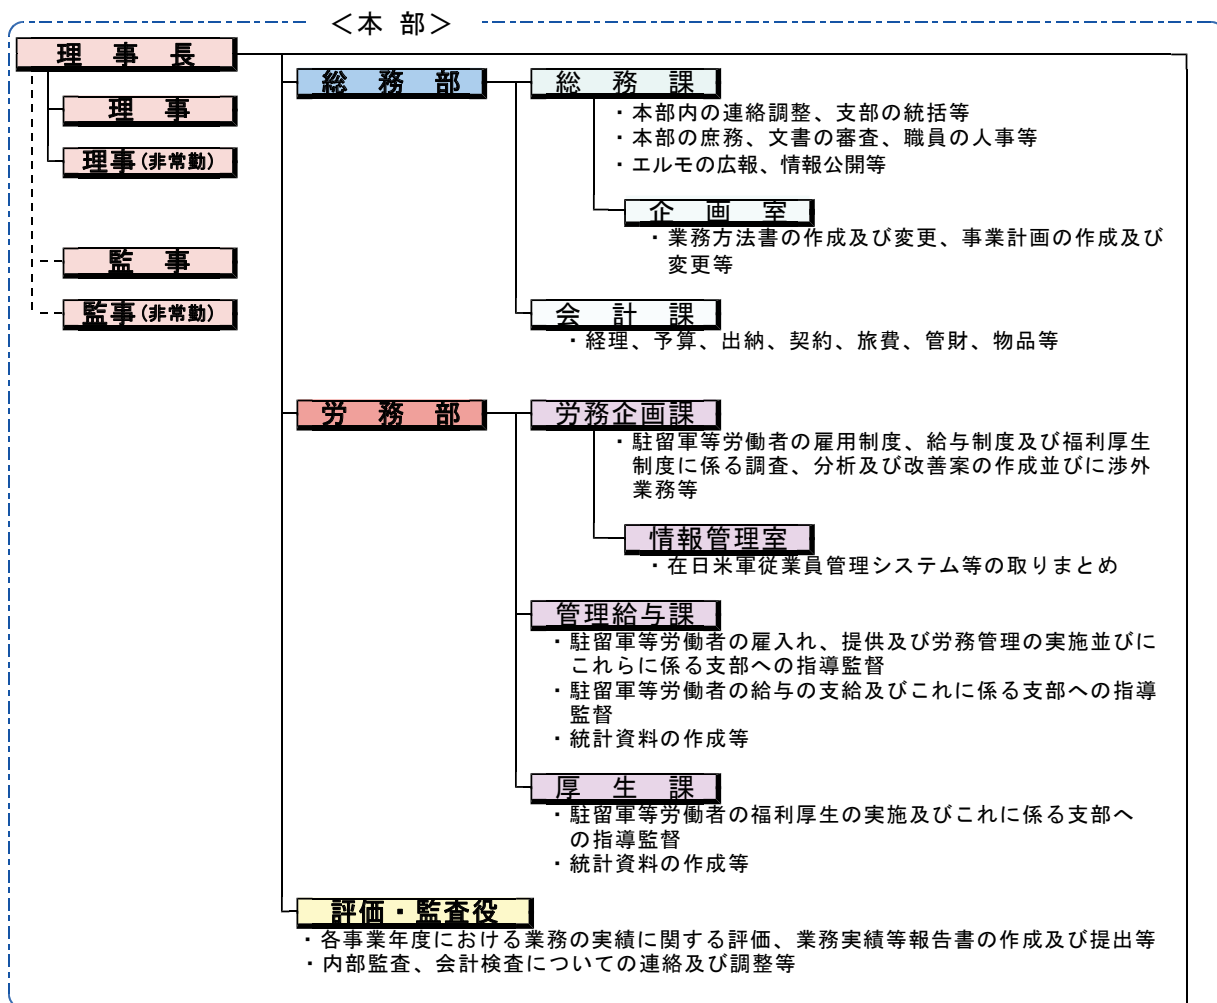 ＜本 部＞
理 事 長
理 事
理事(非常勤)
監 事
監事(非常勤)
総 務 部
総 務 課
・本部内の連絡調整、支部の統括等
・本部の庶務、文書の審査、職員の人事等
・エルモの広報、情報公開等
企 画 室
・業務方法書の作成及び変更、事業計画の作成及び
変更等
会 計 課
・経理、予算、出納、契約、旅費、管財、物品等
労 務 部
労務企画課
・駐留軍等労働者の雇用制度、給与制度及び福利厚生
制度に係る調査、分析及び改善案の作成並びに渉外
業務等
情報管理室
・在日米軍従業員管理システム等の取りまとめ
管理給与課
・駐留軍等労働者の雇入れ、提供及び労務管理の実施並びに
これらに係る支部への指導監督
・駐留軍等労働者の給与の支給及びこれに係る支部への指導
監督
・統計資料の作成等
厚 生 課
・駐留軍等労働者の福利厚生の実施及びこれに係る支部へ
の指導監督
・統計資料の作成等
評価・監査役
・各事業年度における業務の実績に関する評価、業務実績等報告書の作成及び提出等
・内部監査、会計検査についての連絡及び調整等